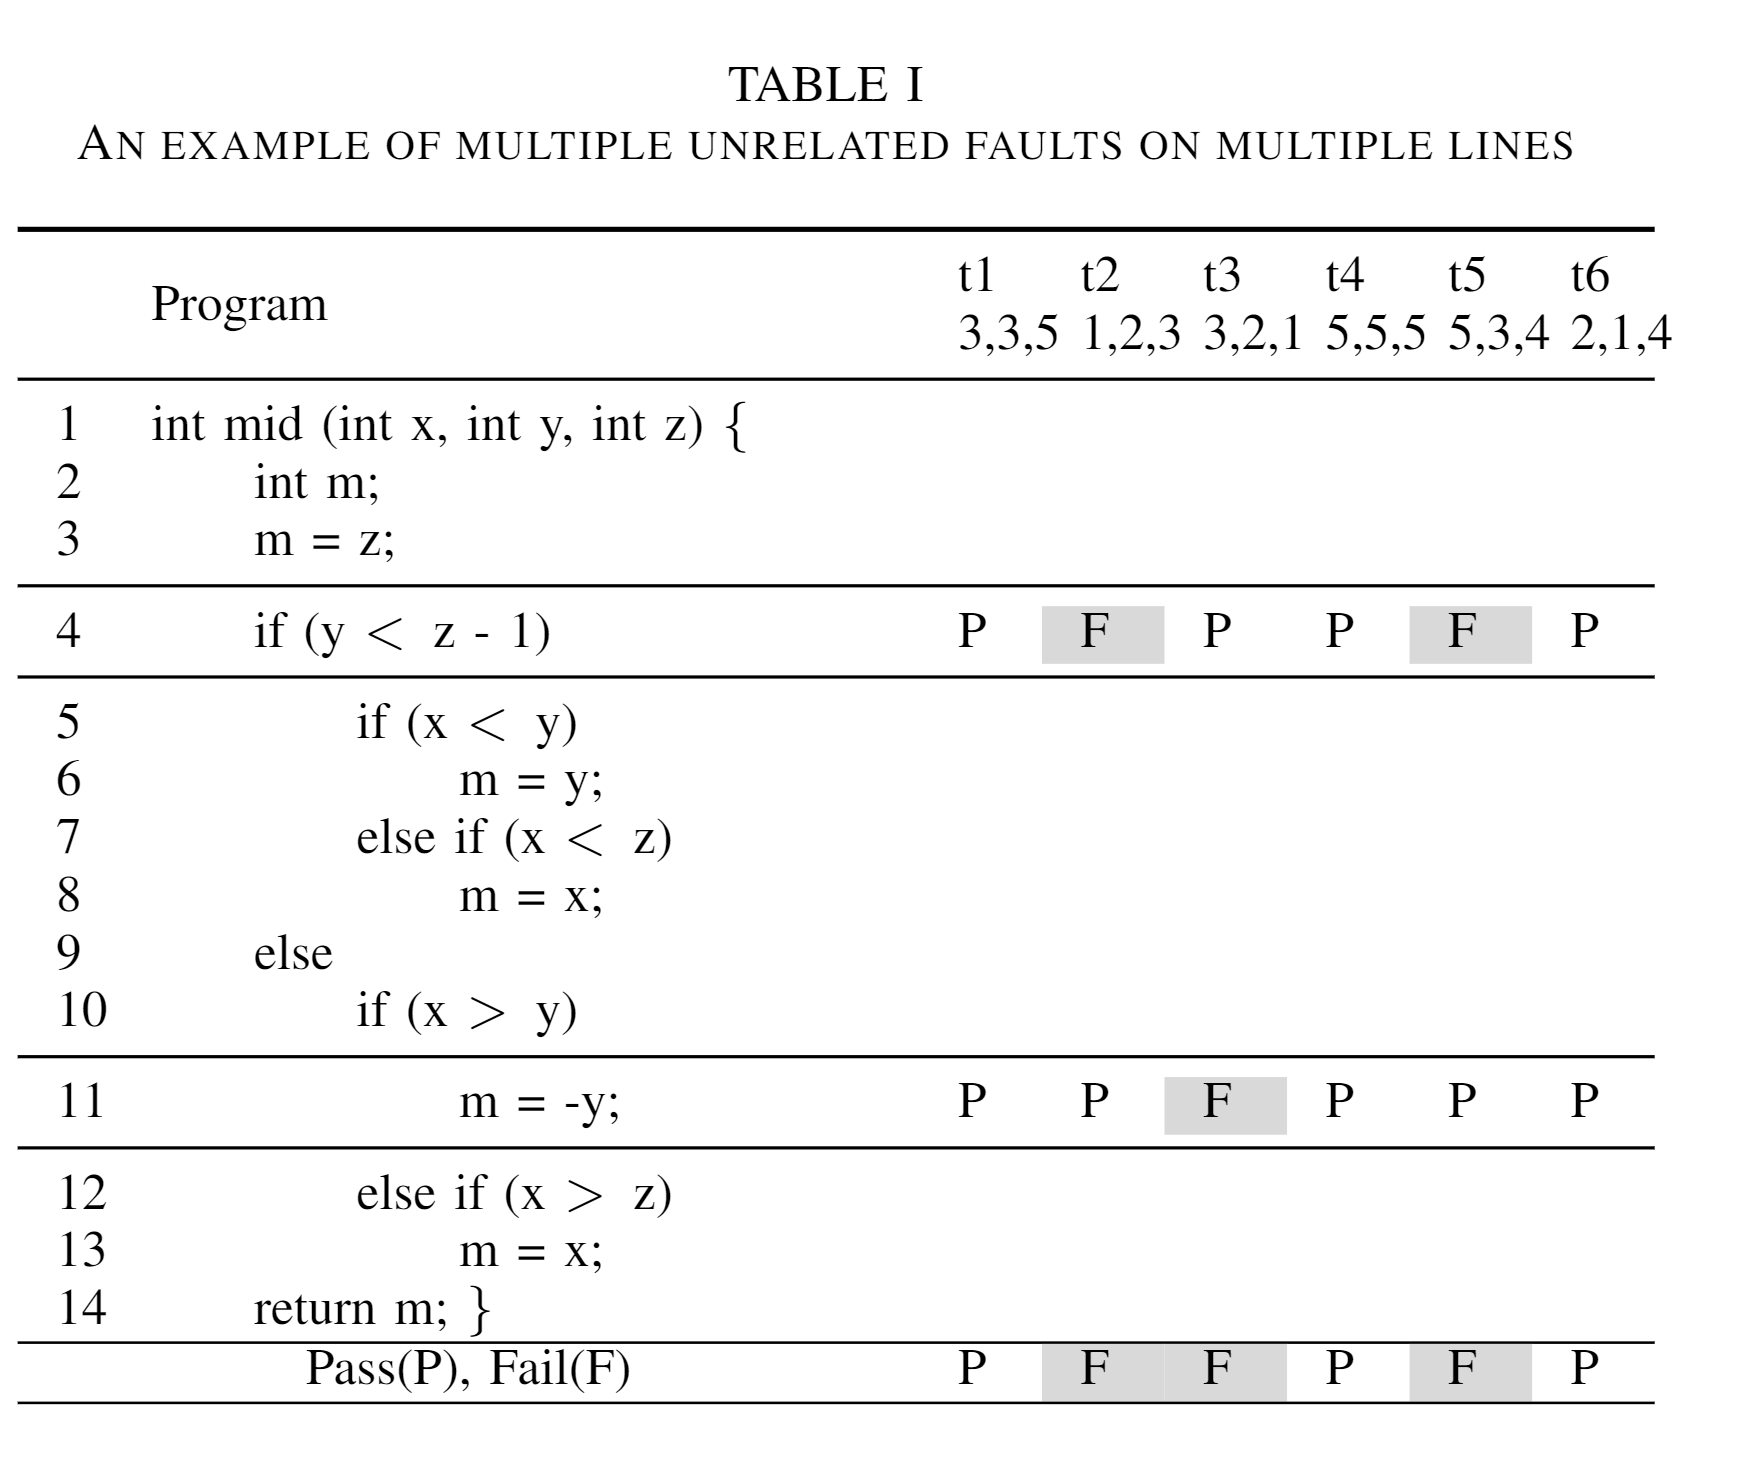 TABLE I
AN EXAMPLE OF MULTIPLE UNRELATED FAULTS ON MULTIPLE LINES
Program t1 t2 t3 t4 t5 t6
3,3,5 1,2,3 3,2,1 5,5,5 5,3,4 2,1,4
1 int mid (int x, int y, int z) {
2 int m;
3 m = z;
4 if (y < z - 1) P F P P F P
5 if (x < y)
6 m = y;
7 else if (x < z)
8 m = x;
9 else
10 if (x > y)
11 m = -y; P P F P P P
12 else if (x > z)
13 m = x;
14 return m; }
Pass(P), Fail(F) P F F P F P